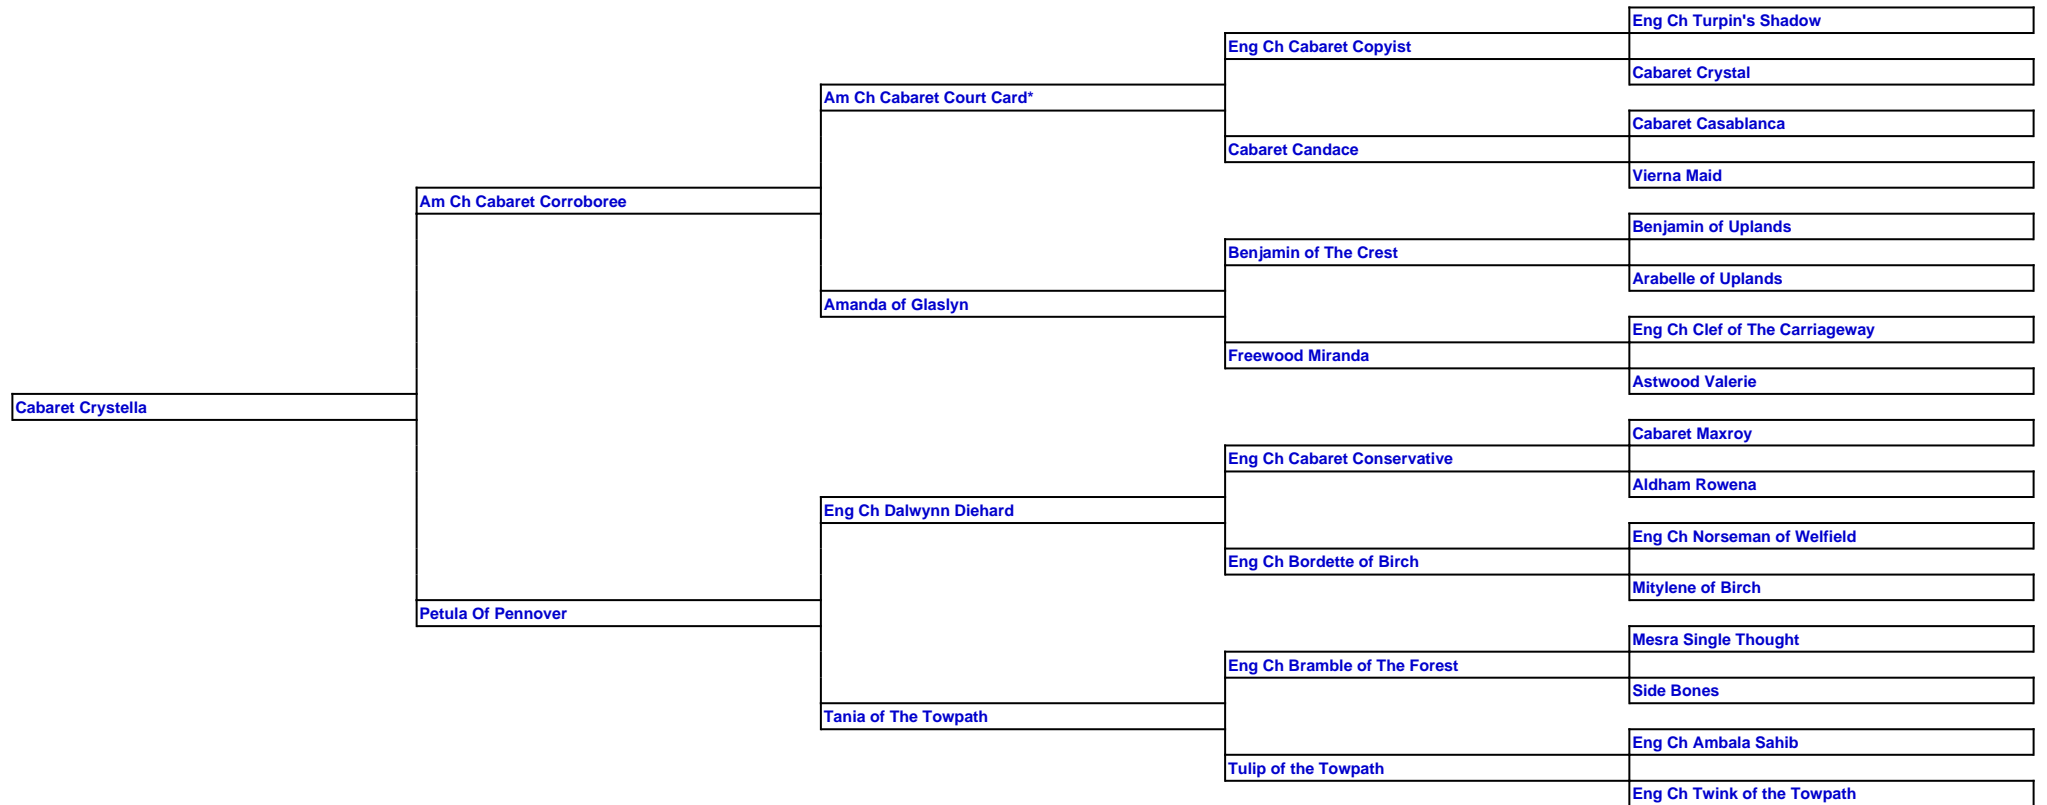 Eng Ch Turpin's Shadow
Eng Ch Cabaret Copyist
Cabaret Crystal
Am Ch Cabaret Court Card*
Cabaret Casablanca
Cabaret Candace
Vierna Maid
Am Ch Cabaret Corroboree
Benjamin of Uplands
Benjamin of The Crest
Arabelle of Uplands
Amanda of Glaslyn
Eng Ch Clef of The Carriageway
Freewood Miranda
Astwood Valerie
Cabaret Crystella
Cabaret Maxroy
Eng Ch Cabaret Conservative
Aldham Rowena
Eng Ch Dalwynn Diehard
Eng Ch Norseman of Welfield
Eng Ch Bordette of Birch
Mitylene of Birch
Petula Of Pennover
Mesra Single Thought
Eng Ch Bramble of The Forest
Side Bones
Tania of The Towpath
Eng Ch Ambala Sahib
Tulip of the Towpath
Eng Ch Twink of the Towpath